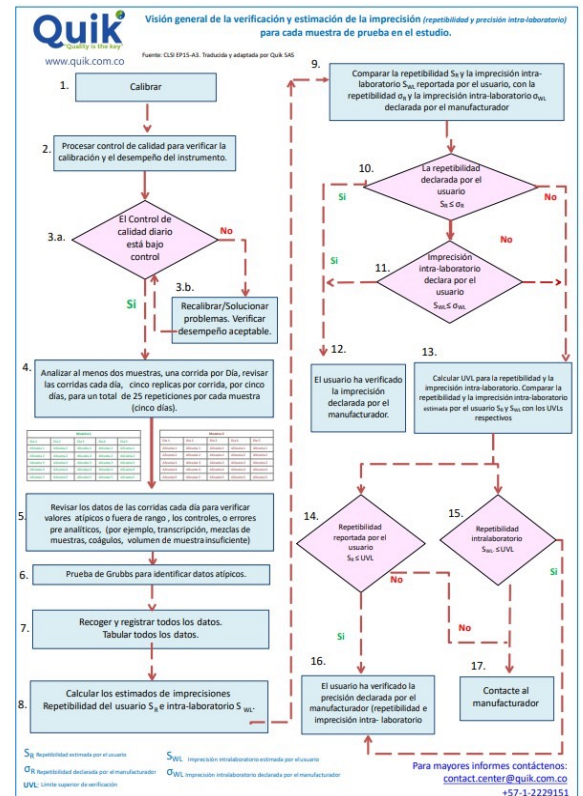 Quik
"Quality is the key"
www.quik.com.co
Visión general de la verificación y estimación de la imprecisión (repetibilidad y precisión intra-laboratorio)
para cada muestra de prueba en el estudio.
Fuente: CLSI EP15-A3. Traducida y adaptada por Quik SAS
1.
Calibrar
2.
Procesar control de calidad para verificar la
calibración y el desempeño del instrumento.
3.a.
El Control de
calidad diario
está bajo
control
No
Si
3.b.
Recalibrar/Solucionar
problemas. Verificar
desempeño aceptable.
4.
Analizar al menos dos muestras, una corrida por Día, revisar
las corridas cada día, cinco replicas por corrida, por cinco
días, para un total de 25 repeticiones por cada muestra
(cinco días).
5.
Revisar los datos de las corridas cada día para verificar
valores atípicos o fuera de rango , los controles, o errores
pre analíticos, (por ejemplo, transcripción, mezclas de
muestras, coágulos, volumen de muestra insuficiente)
6.
Prueba de Grubbs para identificar datos atípicos.
7.
Recoger y registrar todos los datos.
Tabular todos los datos.
8.
Calcular los estimados de imprecisiones
Repetibilidad del usuario SR e intra-laboratorio S WL.
9.
Comparar la repetibilidad SR y la imprecisión intra-
laboratorio SWL reportada por el usuario, con la
repetibilidad σR y la imprecisión intra-laboratorio σWL
declarada por el manufacturador
10.
La repetibilidad
declarada por el
usuario
SR ≤ σR
Si
No
No
11.
Imprecisión
intra-laboratorio
declara por el
usuario
SWL≤ σWL
Si
No
12.
El usuario ha verificado
la imprecisión
declarada por el
manufacturador.
13.
Calcular UVL para la repetibilidad y la
imprecisión intra-laboratorio. Comparar la
repetibilidad y la imprecisión intra-laboratorio
estimada por el usuario SR y SWL con los UVLs
respectivos
14.
Repetibilidad
reportada por el
usuario
SR ≤ UVL
No
Si
15.
Repetibilidad
intralaboratorio
SWL ≤UVL
Si
No
16.
El usuario ha verificado la
precisión declarada por el
manufacturador (repetibilidad e
imprecisión intra- laboratorio
17.
Contacte al
manufacturador
SR Repetibilidad estimada por el usuario
SWL Imprecisión intralaboratorio estimada por el usuario
σR Repetibilidad declarada por el manufacturador
σWL Imprecisión intralaboratorio declarada por el manufacturador
UVL: Límite superior de verificación
Para mayores informes contáctenos:
contact.center@quik.com.co
+57-1-2229151